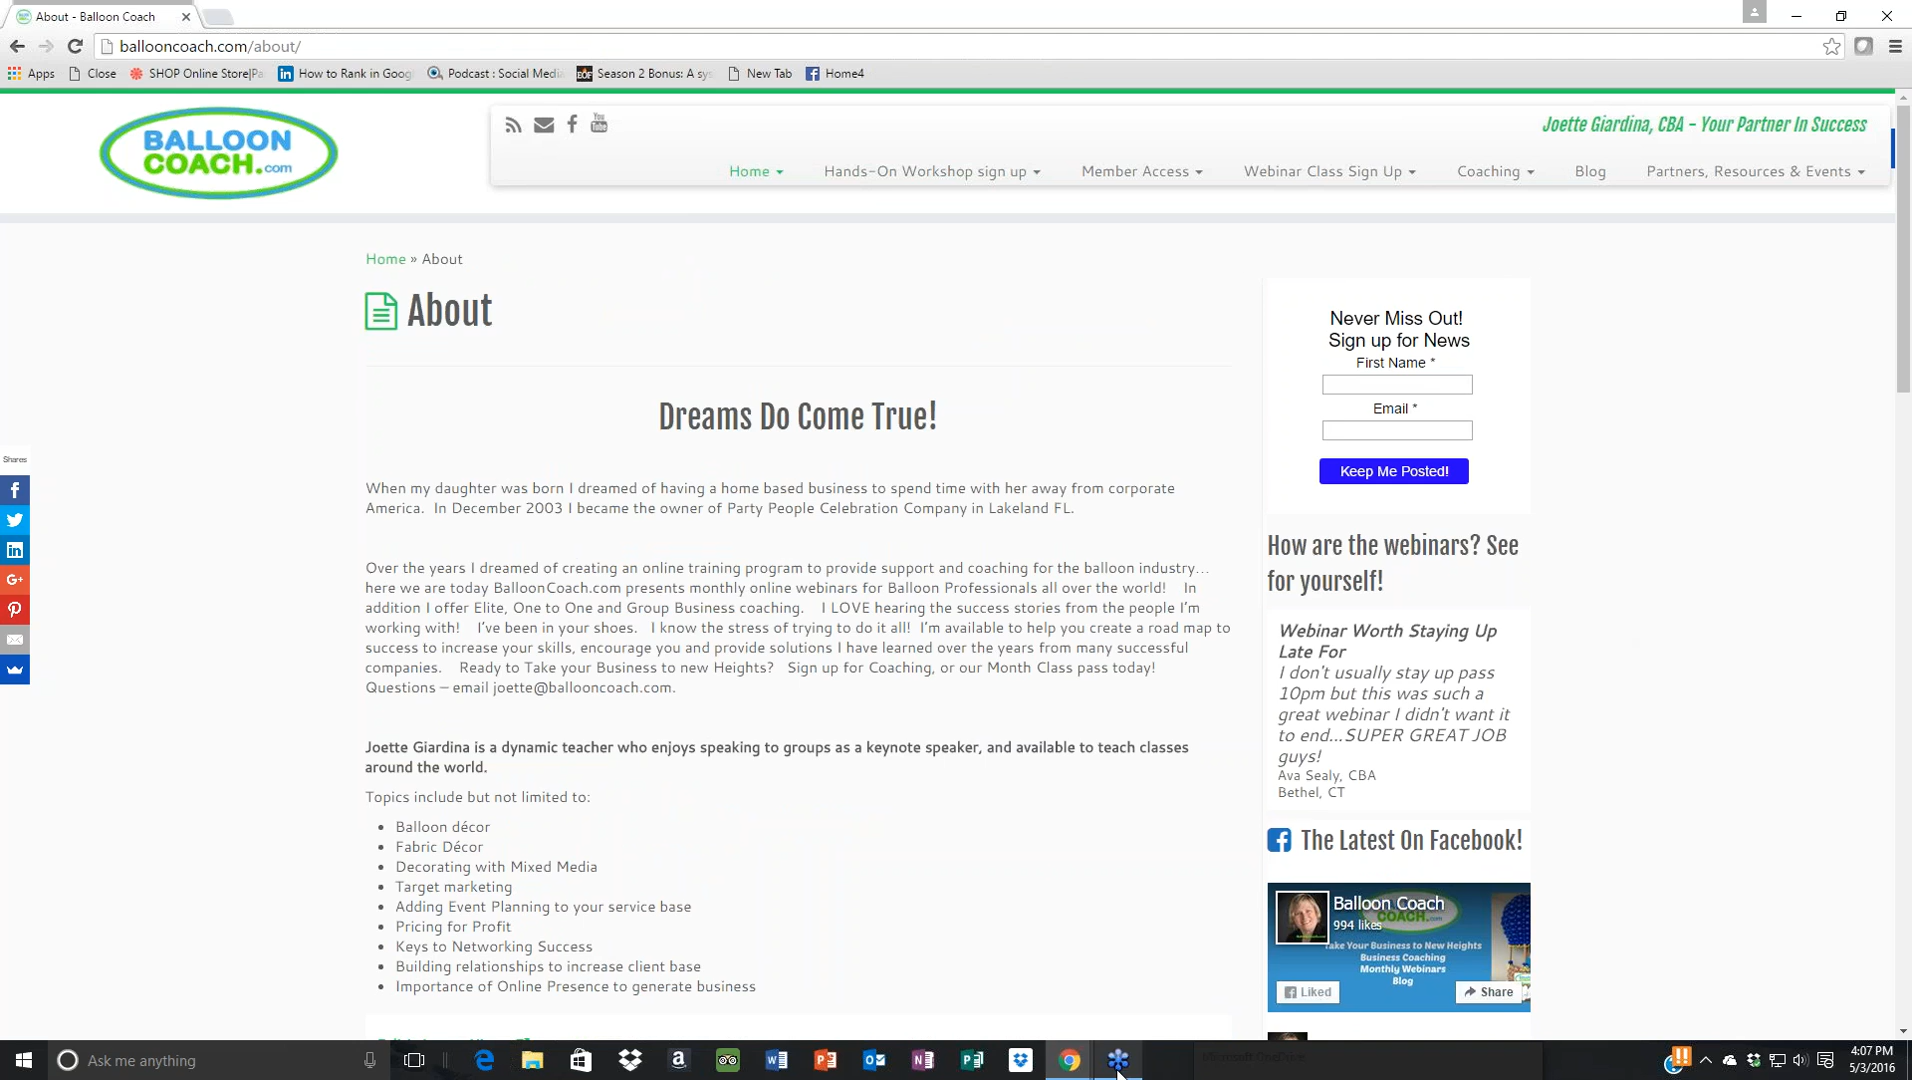 About - Balloon Coach
ballooncoach.com/about/
Apps
Close
SHOP Online Store|Pa
How to Rank in Goog
Podcast : Social Media
Season 2 Bonus: A sys
New Tab
Home4
BALLOON
COACH.com
Joette Giardina, CBA - Your Partner In Success
Home
Hands-On Workshop sign up
Member Access
Webinar Class Sign Up
Coaching
Blog
Partners, Resources & Events
Home » About
About
Dreams Do Come True!
When my daughter was born I dreamed of having a home based business to spend time with her away from corporate
America. In December 2003 I became the owner of Party People Celebration Company in Lakeland FL.
Over the years I dreamed of creating an online training program to provide support and coaching for the balloon industry…
here we are today BalloonCoach.com presents monthly online webinars for Balloon Professionals all over the world! In
addition I offer Elite, One to One and Group Business coaching. I LOVE hearing the success stories from the people I'm
working with! I've been in your shoes. I know the stress of trying to do it all! I'm available to help you create a road map to
success to increase your skills, encourage you and provide solutions I have learned over the years from many successful
companies. Ready to Take your Business to new Heights? Sign up for Coaching, or our Month Class pass today!
Questions – email joette@ballooncoach.com.
Joette Giardina is a dynamic teacher who enjoys speaking to groups as a keynote speaker, and available to teach classes
around the world.
Topics include but not limited to:
Balloon décor
Fabric Décor
Decorating with Mixed Media
Target marketing
Adding Event Planning to your service base
Pricing for Profit
Keys to Networking Success
Building relationships to increase client base
Importance of Online Presence to generate business
Shares
Never Miss Out!
Sign up for News
First Name *
Email *
Keep Me Posted!
How are the webinars? See
for yourself!
Webinar Worth Staying Up
Late For
I don't usually stay up pass
10pm but this was such a
great webinar I didn't want it
to end...SUPER GREAT JOB
guys!
Ava Sealy, CBA
Bethel, CT
The Latest On Facebook!
Balloon Coach
994 likes
Take Your Business to New Heights
Business Coaching
Monthly Webinars
Blog
Liked
Share
Ask me anything
4:07 PM
5/3/2016